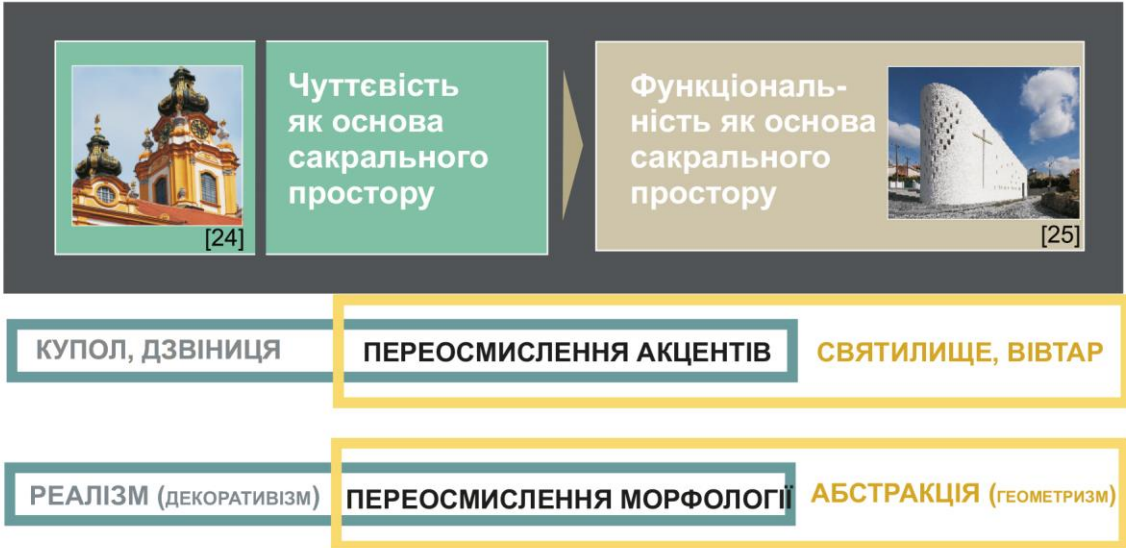 Чуттєвість
як основа
сакрального
простору
[24]
Функціональ-
ність як основа
сакрального
простору
[25]
КУПОЛ, ДЗВІНИЦЯ
ПЕРЕОСМИСЛЕННЯ АКЦЕНТІВ
СВЯТИЛИЩЕ, ВІВТАР
РЕАЛІЗМ (ДЕКОРАТИВІЗМ)
ПЕРЕОСМИСЛЕННЯ МОРФОЛОГІЇ
АБСТРАКЦІЯ (ГЕОМЕТРИЗМ)